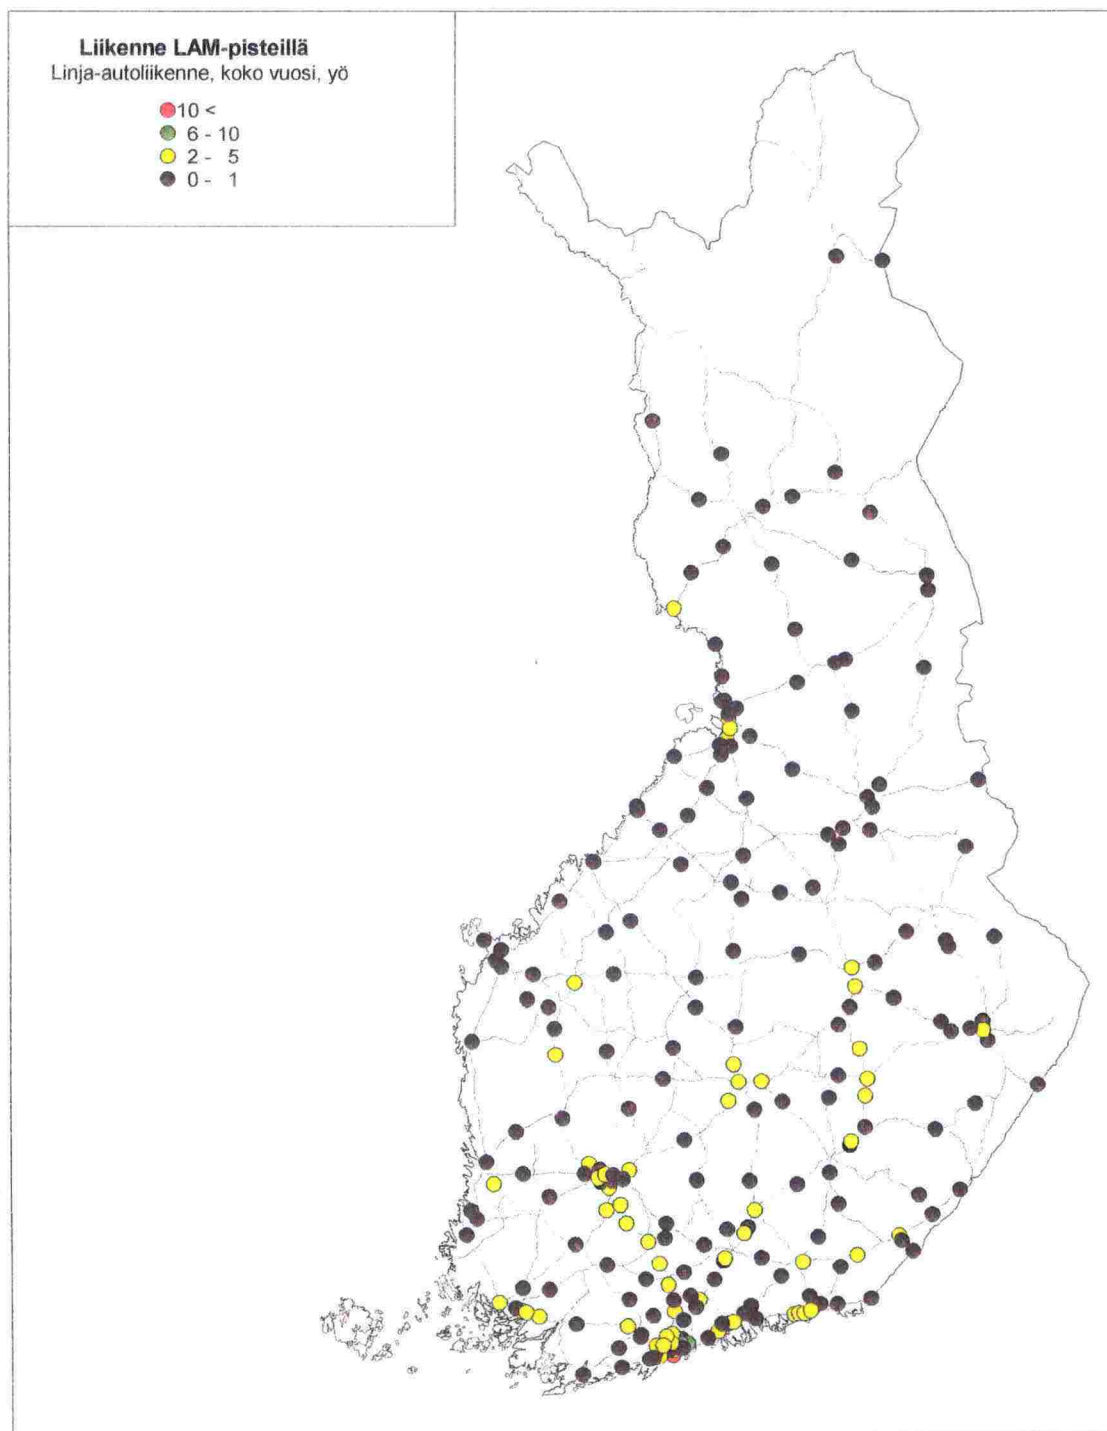 Liikenne LAM-pisteillä
Linja-autoliikenne, koko vuosi, yö
10 <
6 - 10
2 - 5
0 - 1